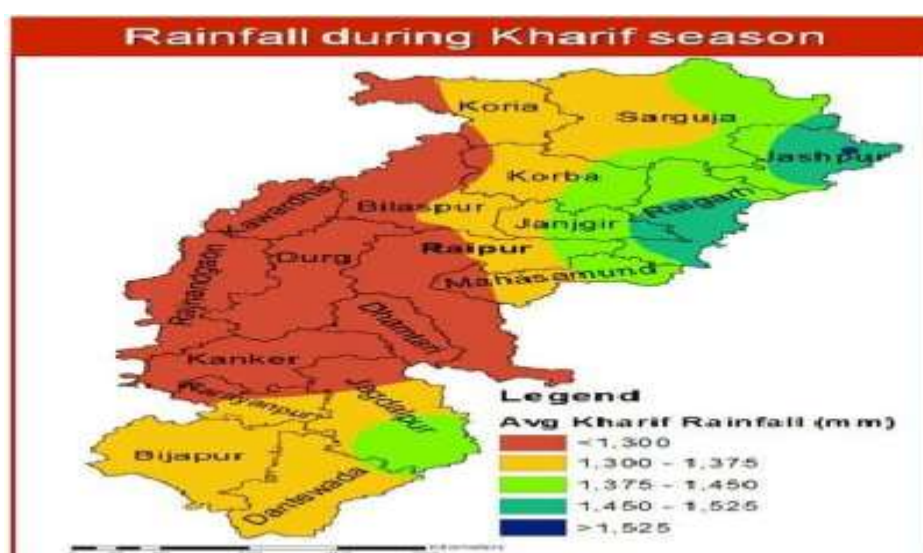 Rainfall during Kharif season
Koria
Sarguja
Jashpur
Korba
Kawardha
Bilaspur
Janjgir
Raigarh
Raipur
Durg
Mahasamund
Rajnandgaon
Dhamtari
Kanker
Narayanpur
Jagdalpur
Bijapur
Dantewada
Legend
Avg Kharif Rainfall (mm)
<1,300
1,300 - 1,375
1,375 - 1,450
1,450 - 1,525
>1,525
Kilometers